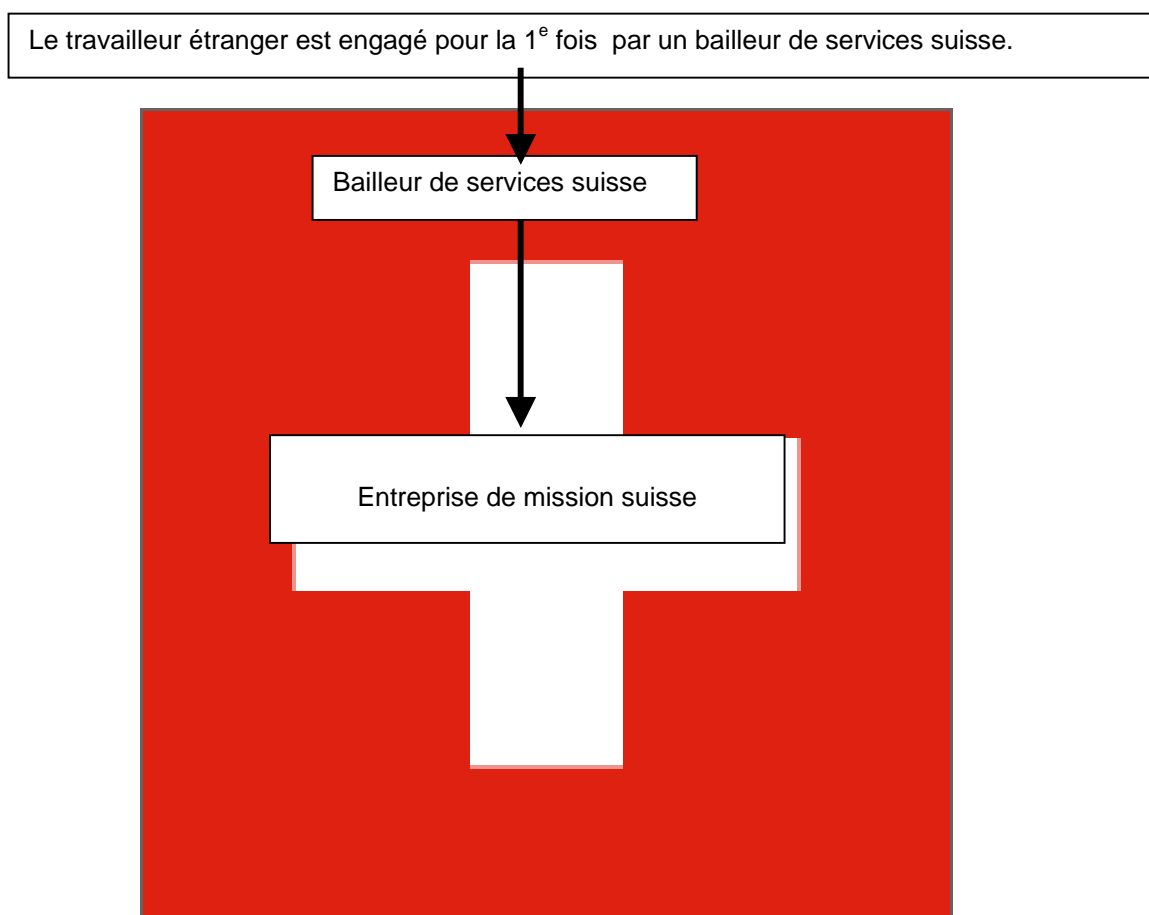 Le travailleur étranger est engagé pour la 1e fois par un bailleur de services suisse.
Bailleur de services suisse
Entreprise de mission suisse